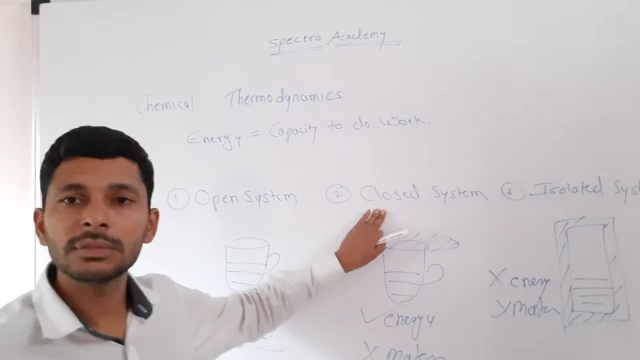 Spectro Academy
Chemical Thermodynamics
Energy = Capacity to do Work.
① Open System ② Closed System ③ Isolated Syst
✓ energy
X matter
X energy
X matter